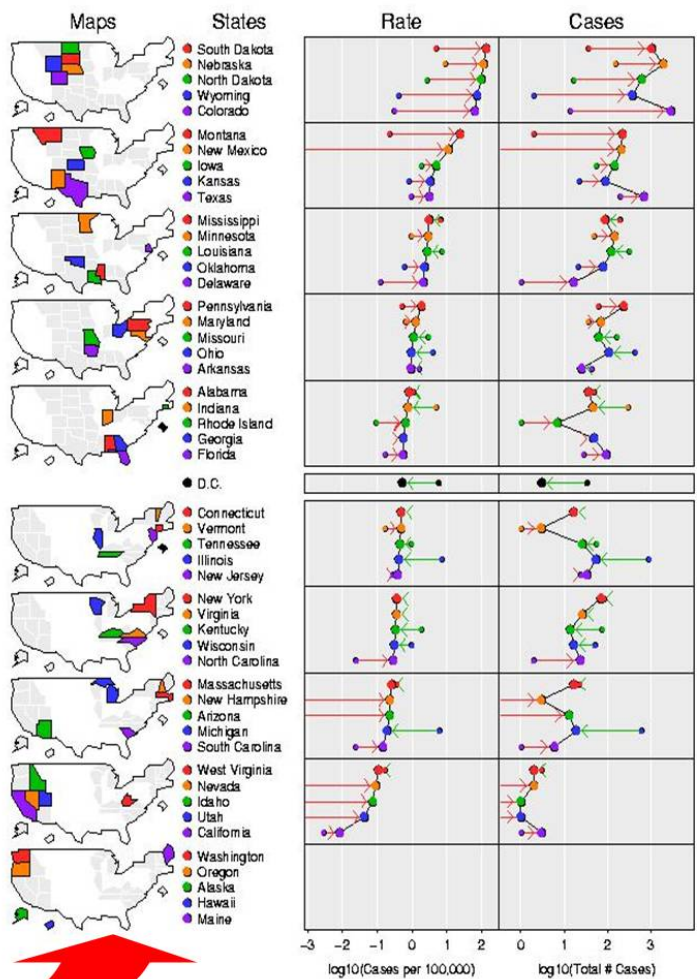 Maps States Rate Cases
South Dakota
Nebraska
North Dakota
Wyoming
Colorado
Montana
New Mexico
Iowa
Kansas
Texas
Mississippi
Minnesota
Louisiana
Oklahoma
Delaware
Pennsylvania
Maryland
Missouri
Ohio
Arkansas
Alabama
Indiana
Rhode Island
Georgia
Florida
D.C.
Connecticut
Vermont
Tennessee
Illinois
New Jersey
New York
Virginia
Kentucky
Wisconsin
North Carolina
Massachusetts
New Hampshire
Arizona
Michigan
South Carolina
West Virginia
Nevada
Idaho
Utah
California
Washington
Oregon
Alaska
Hawaii
Maine
-3 -2 -1 0 1 2 0 1 2 3
log10(Cases per 100,000) log10(Total # Cases)